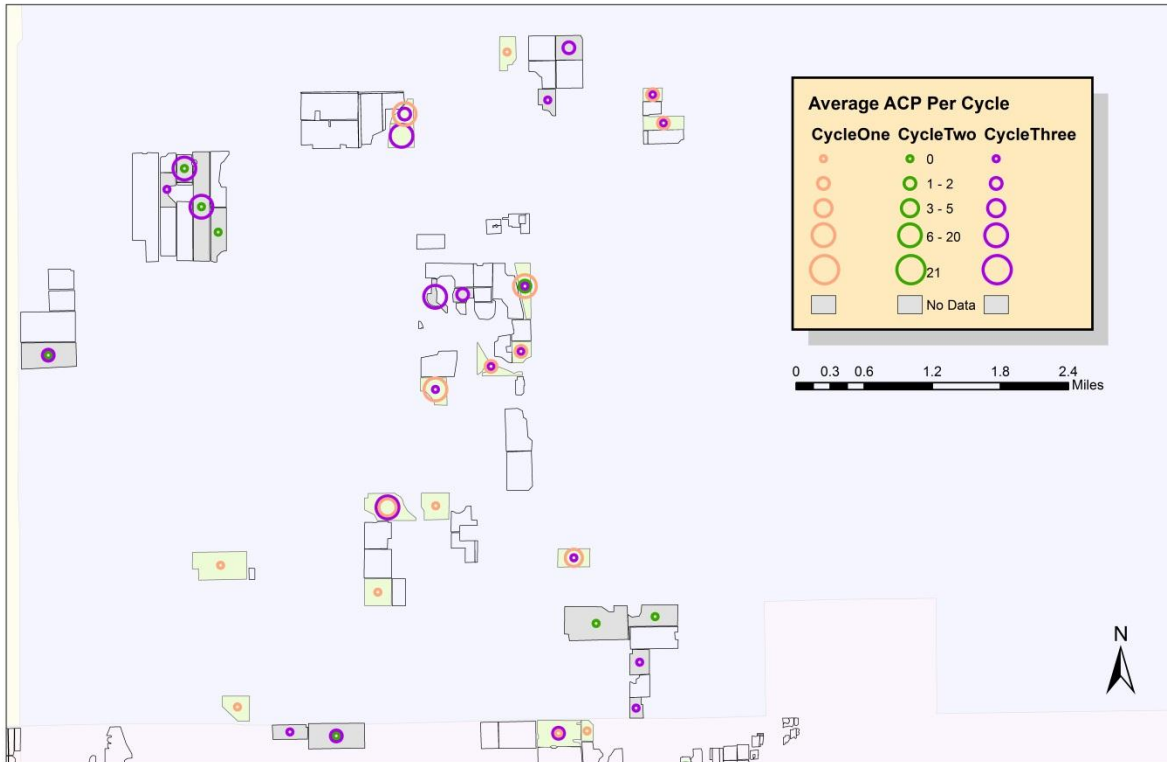 Average ACP Per Cycle
CycleOne CycleTwo CycleThree
0
1 - 2
3 - 5
6 - 20
21
No Data
0 0.3 0.6 1.2 1.8 2.4
Miles
N